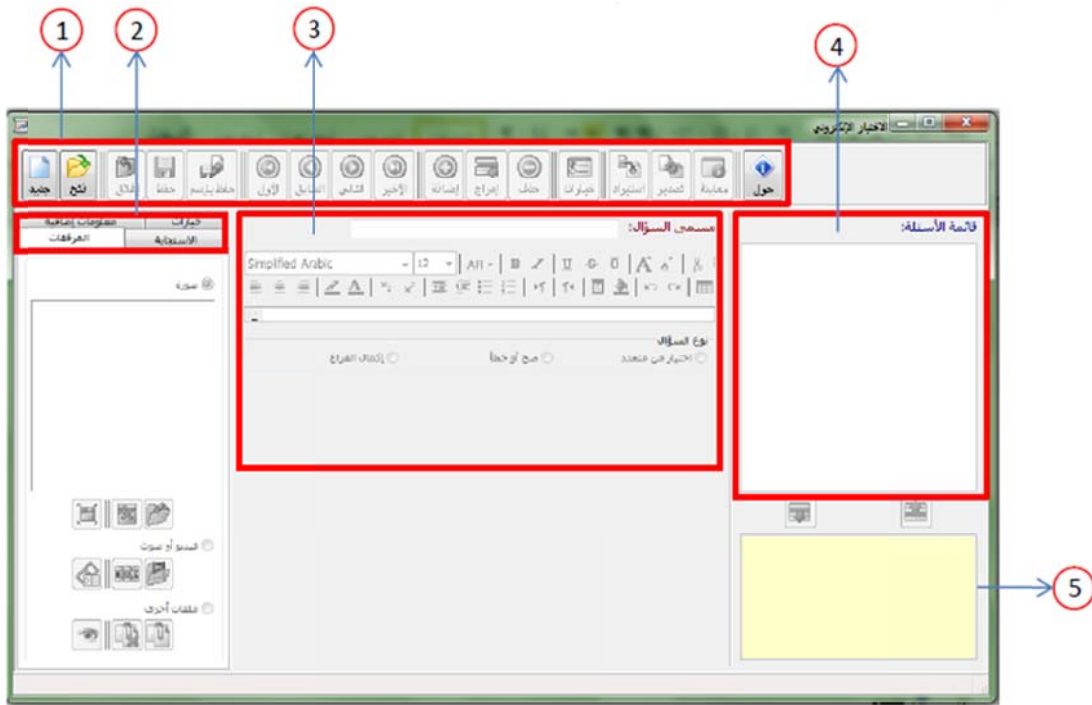 1 2 3 4
الاختبار الإلكتروني
جديد فتح إغلاق حفظ حفظ بإسم الأول السابق التالي الأخير إضافة إدراج حذف خيارات استيراد تصدير معاينة حول
قائمة الأسئلة:
مسمى السؤال:
خيارات معلومات إضافية
الاستجابة المرفقات
Simplified Arabic 12
صورة
نوع السؤال
اختيار من متعدد صح أو خطأ إكمال الفراغ
فيديو أو صوت
ملفات أخرى
5